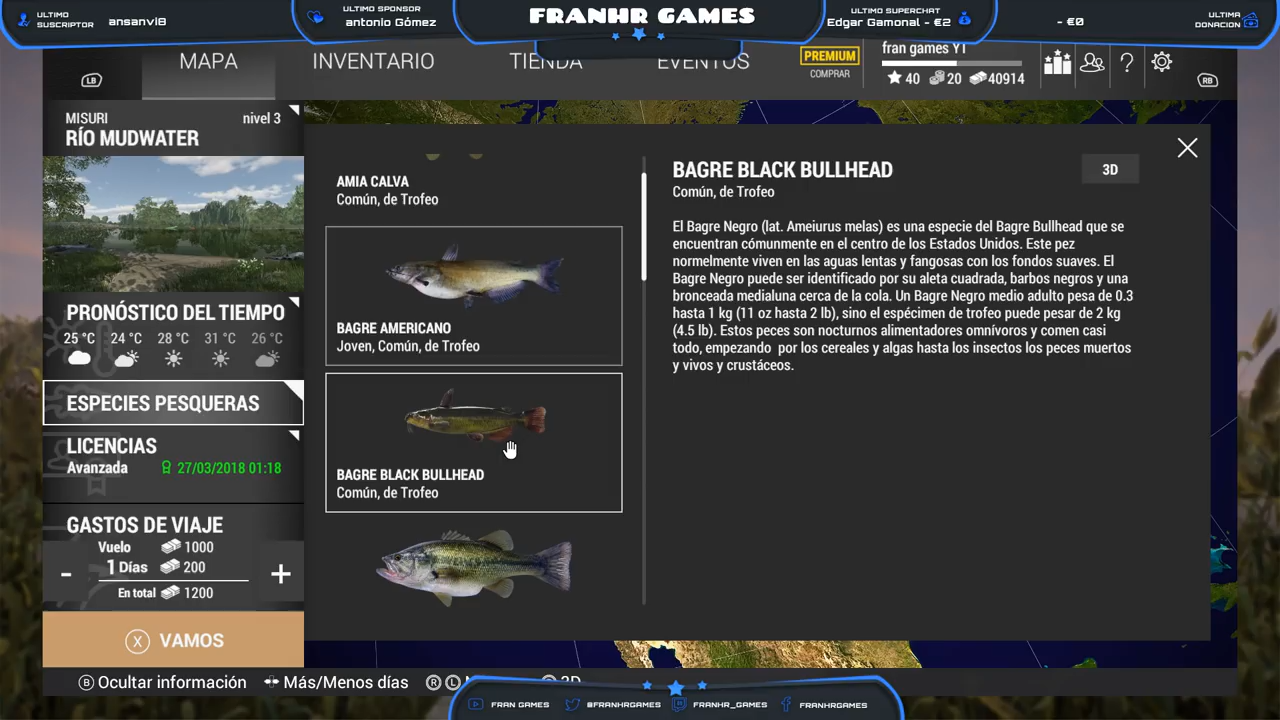 ULTIMO
SUSCRIPTOR
ansanvi8
ULTIMO SPONSOR
antonio Gómez
FRANHR GAMES
ULTIMO SUPERCHAT
Edgar Gamonal - €2
- €0
ULTIMA
DONACION
LB
MAPA
INVENTARIO
TIENDA
EVENTOS
PREMIUM
COMPRAR
fran games YT
40
20
40914
RB
MISURI
nivel 3
RÍO MUDWATER
PRONÓSTICO DEL TIEMPO
25 °C 24 °C 28 °C 31 °C 26 °C
ESPECIES PESQUERAS
LICENCIAS
Avanzada 27/03/2018 01:18
GASTOS DE VIAJE
Vuelo 1000
- 1 Días 200 +
En total 1200
X VAMOS
AMIA CALVA
Común, de Trofeo
BAGRE AMERICANO
Joven, Común, de Trofeo
BAGRE BLACK BULLHEAD
Común, de Trofeo
BAGRE BLACK BULLHEAD
3D
Común, de Trofeo
El Bagre Negro (lat. Ameiurus melas) es una especie del Bagre Bullhead que se
encuentran cómunmente en el centro de los Estados Unidos. Este pez
normelmente viven en las aguas lentas y fangosas con los fondos suaves. El
Bagre Negro puede ser identificado por su aleta cuadrada, barbos negros y una
bronceada medialuna cerca de la cola. Un Bagre Negro medio adulto pesa de 0.3
hasta 1 kg (11 oz hasta 2 lb), sino el espécimen de trofeo puede pesar de 2 kg
(4.5 lb). Estos peces son nocturnos alimentadores omnívoros y comen casi
todo, empezando por los cereales y algas hasta los insectos los peces muertos
y vivos y crustáceos.
B Ocultar información
Más/Menos días
R L
3D
FRAN GAMES
@FRANHRGAMES
FRANHR_GAMES
FRANHRGAMES